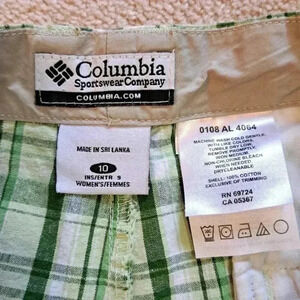 Columbia
Sportswear Company
COLUMBIA.COM
MADE IN SRI LANKA
10
INS/ENTR 9
WOMEN'S/FEMMES
0108 AL 4064
MACHINE WASH COLD GENTLE,
WITH LIKE COLORS,
TUMBLE DRY LOW,
REMOVE PROMPTLY,
IRON MEDIUM,
NON-CHLORINE BLEACH
WHEN NEEDED,
DRYCLEANABLE
SHELL: 100% COTTON
EXCLUSIVE OF TRIMMING
RN 69724
CA 05367